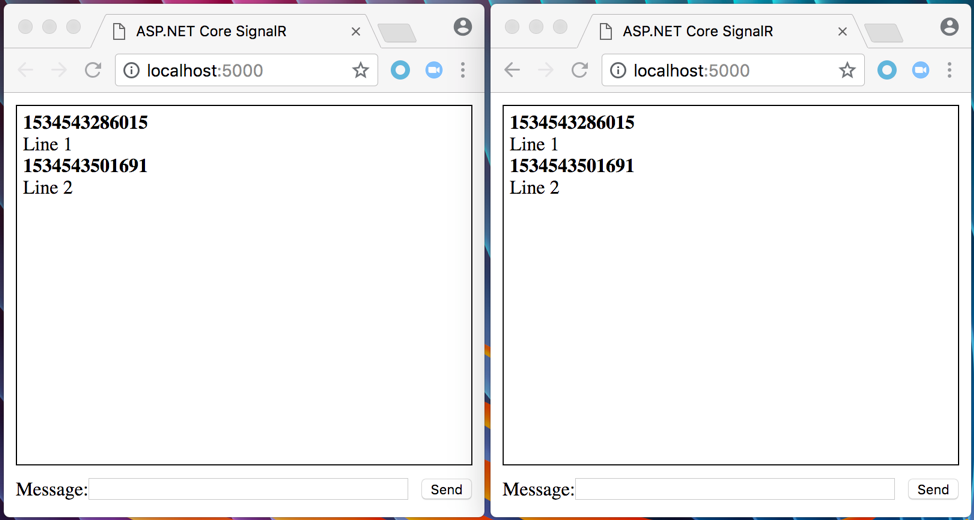 ASP.NET Core SignalR
localhost:5000
1534543286015
Line 1
1534543501691
Line 2
Message:
Send
ASP.NET Core SignalR
localhost:5000
1534543286015
Line 1
1534543501691
Line 2
Message:
Send